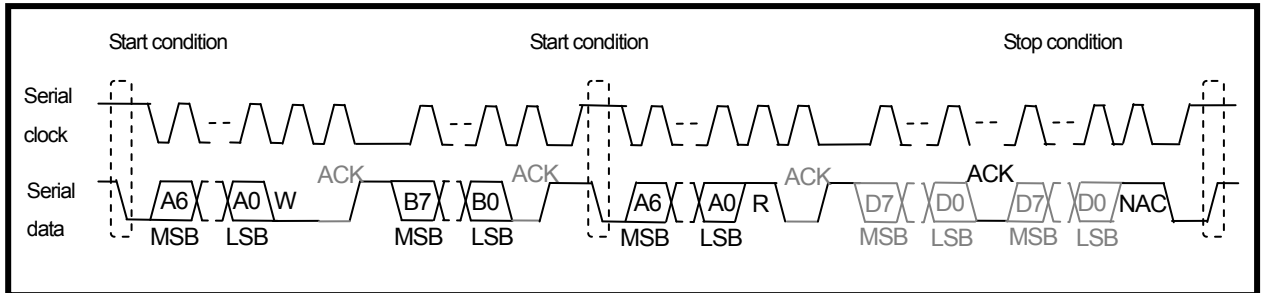 Start condition Start condition Stop condition
Serial clock
ACK ACK ACK ACK
Serial data
A6 A0 W B7 B0 A6 A0 R D7 D0 D7 D0 NAC
MSB LSB MSB LSB MSB LSB MSB LSB MSB LSB